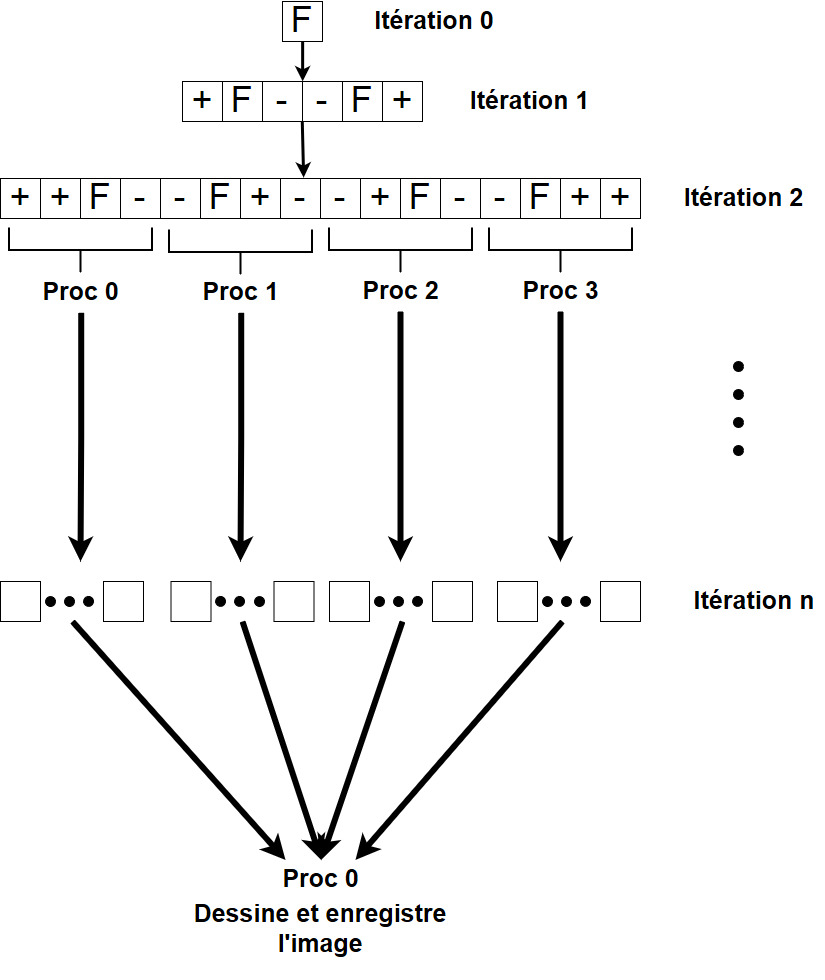 F Itération 0
+ F - - F + Itération 1
+ + F - - F + - - + F - - F + + Itération 2
Proc 0 Proc 1 Proc 2 Proc 3
Itération n
Proc 0
Dessine et enregistre
l'image